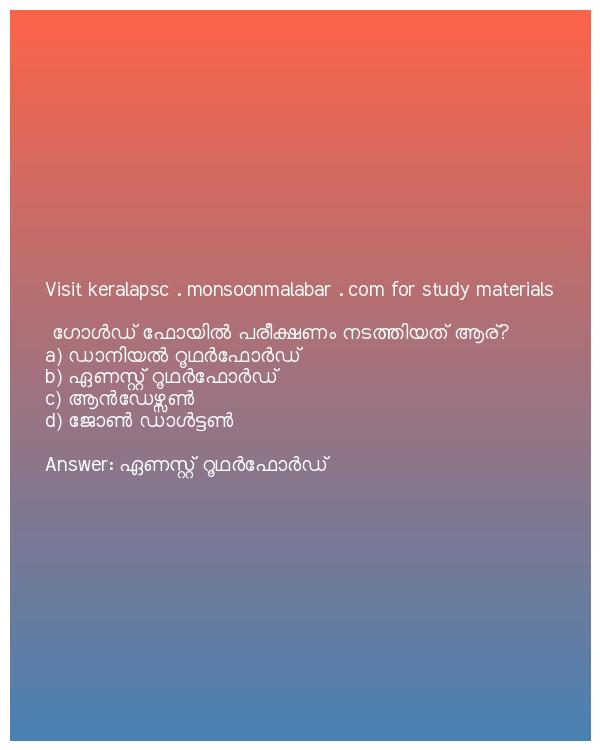 Visit keralapsc . monsoonmalabar . com for study materials
ഗോൾഡ് ഫോയിൽ പരീക്ഷണം നടത്തിയത് ആര്?
a) ഡാനിയൽ റൂഥർഫോർഡ്
b) ഏണസ്റ്റ് റൂഥർഫോർഡ്
c) ആൻഡേഴ്സൺ
d) ജോൺ ഡാൾട്ടൺ
Answer: ഏണസ്റ്റ് റൂഥർഫോർഡ്